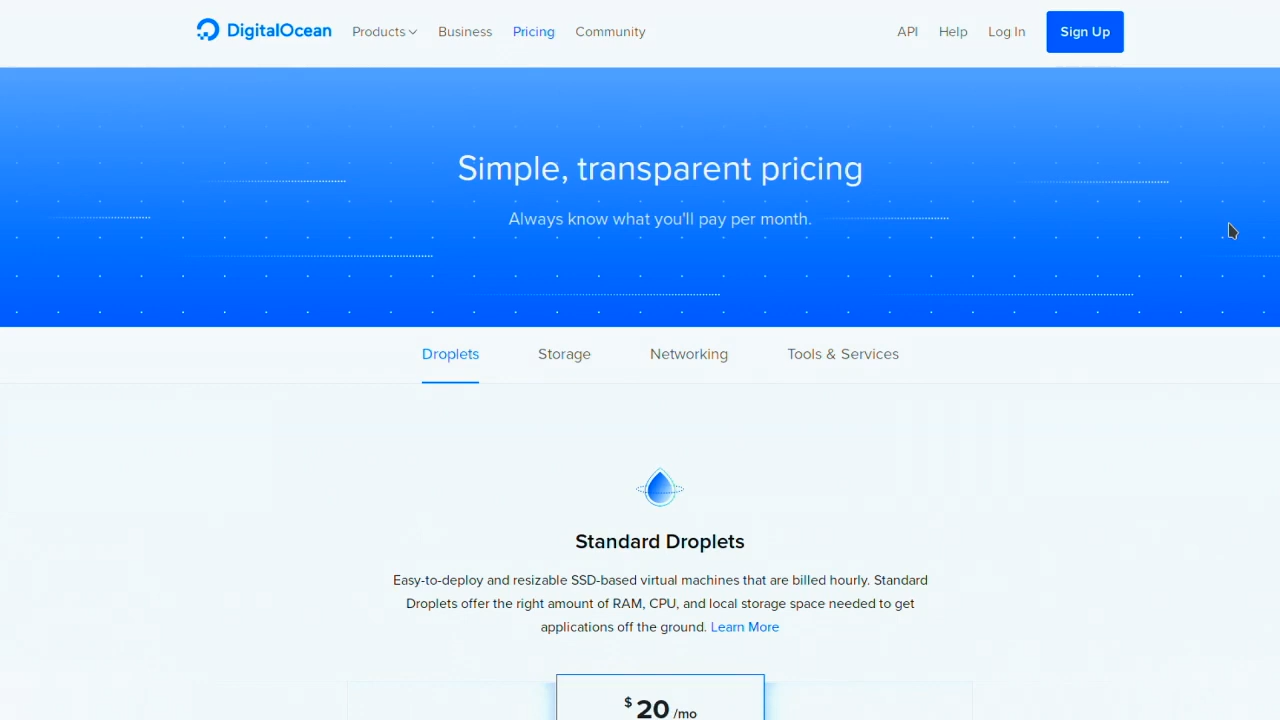 DigitalOcean Products Business Pricing Community API Help Log In Sign Up
Simple, transparent pricing
Always know what you'll pay per month.
Droplets Storage Networking Tools & Services
Standard Droplets
Easy-to-deploy and resizable SSD-based virtual machines that are billed hourly. Standard
Droplets offer the right amount of RAM, CPU, and local storage space needed to get
applications off the ground. Learn More
$20 /mo